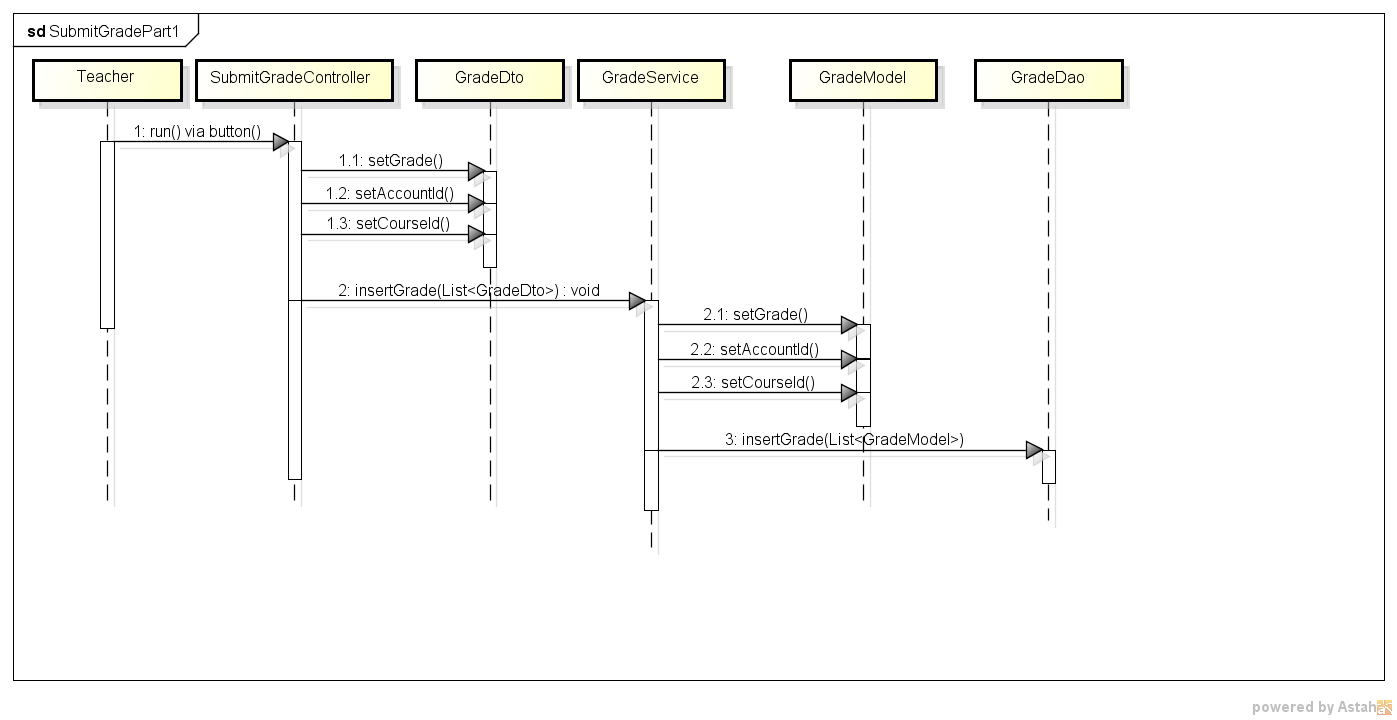 sd SubmitGradePart1
Teacher
SubmitGradeController
GradeDto
GradeService
GradeModel
GradeDao
1: run() via button()
1.1: setGrade()
1.2: setAccountId()
1.3: setCourseId()
2: insertGrade(List<GradeDto>) : void
2.1: setGrade()
2.2: setAccountId()
2.3: setCourseId()
3: insertGrade(List<GradeModel>)
powered by Astah